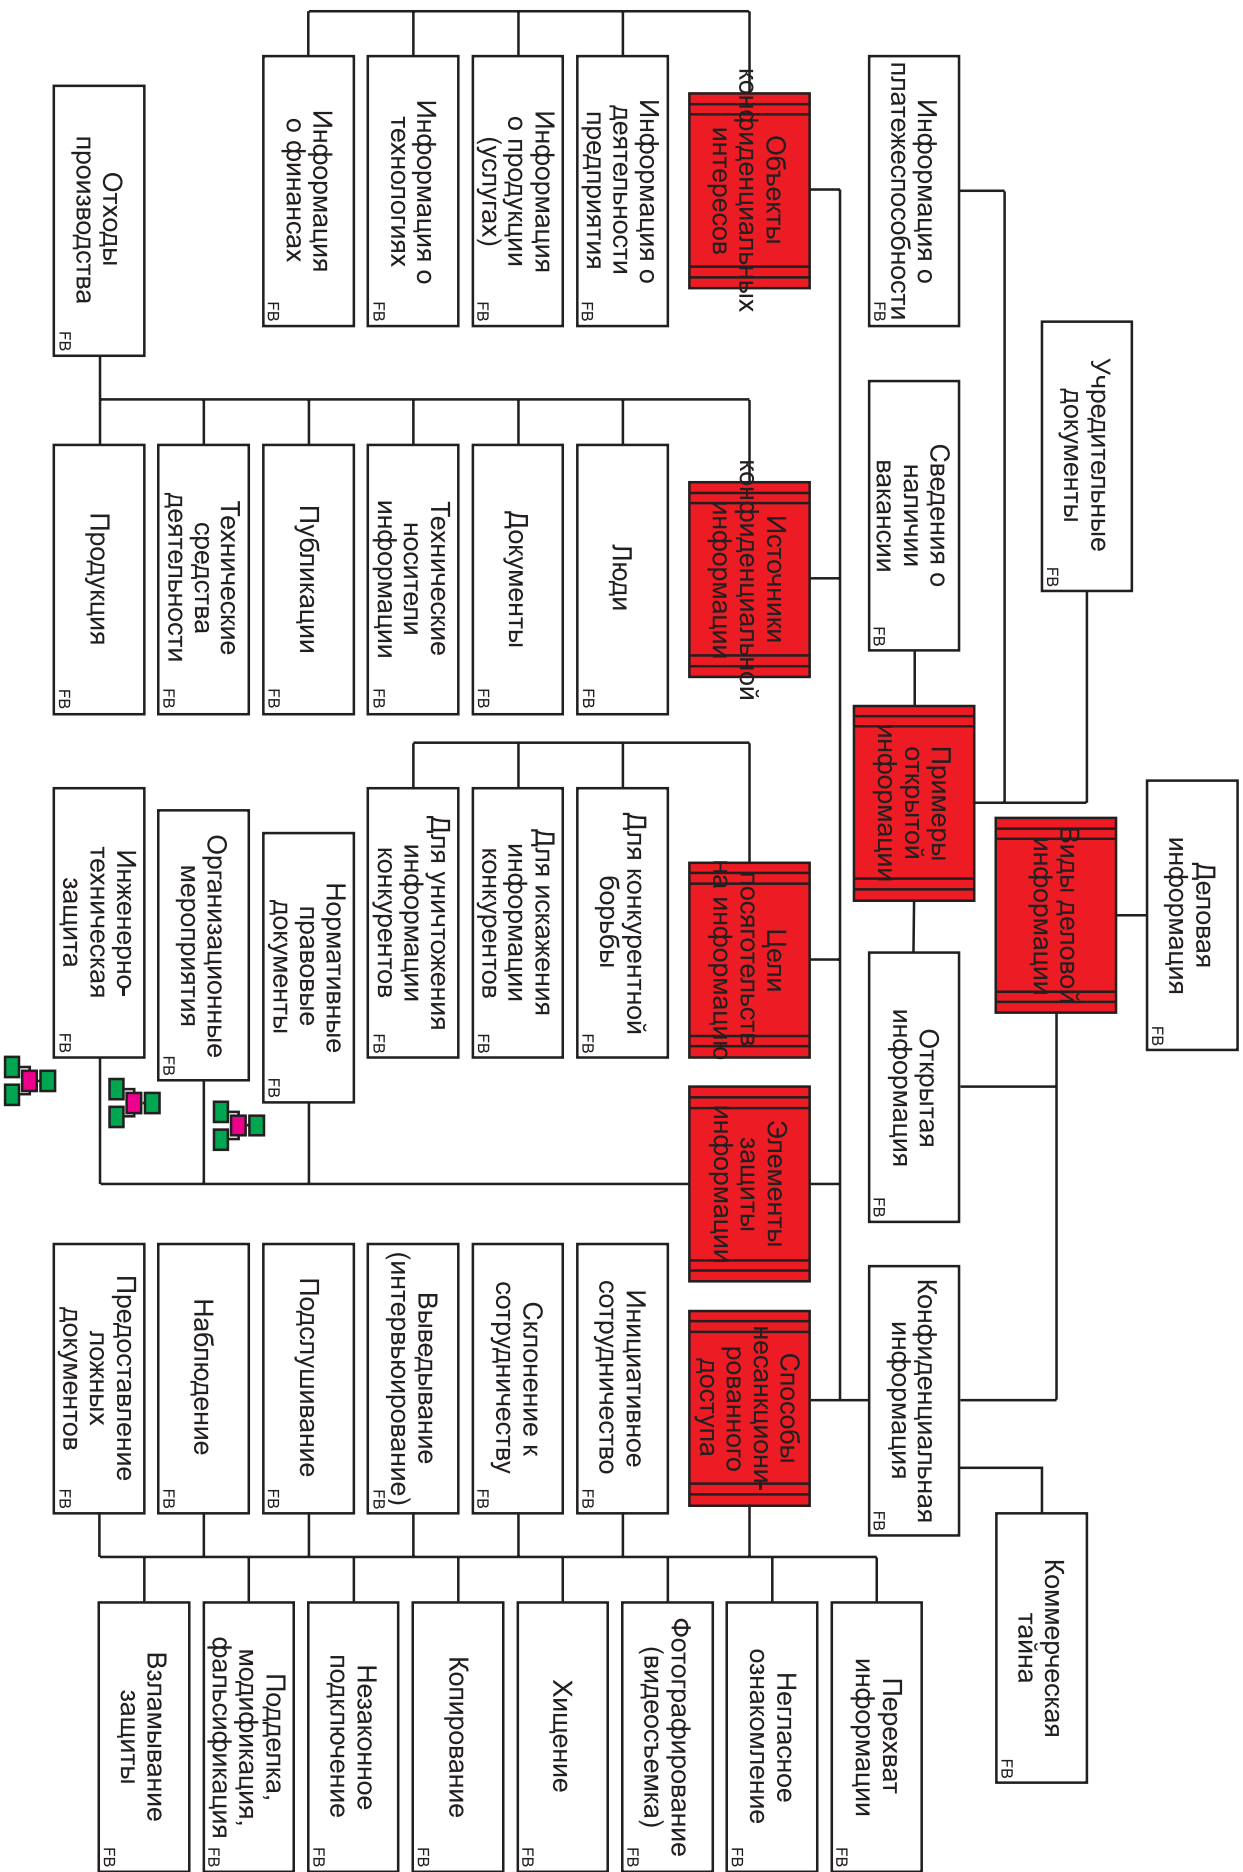 Деловая
информация
FB
Виды деловой
информации
Учредительные
документы
FB
Коммерческая
тайна
FB
Информация о
платежеспособности
FB
Сведения о
наличии
вакансии
FB
Примеры
открытой
информации
Открытая
информация
FB
Конфиденциальная
информация
FB
Объекты
конфиденциальных
интересов
Источники
конфиденциальной
информации
Цели
посяготельств
на информацию
Элементы
защиты
информации
Способы
несанкциони-
рованного
доступа
Информация о
деятельности
предприятия
FB
Информация
о продукции
(услугах)
FB
Информация о
технологиях
FB
Информация
о финансах
FB
Люди
FB
Документы
FB
Технические
носители
информации
FB
Публикации
FB
Технические
средства
деятельности
FB
Продукция
FB
Отходы
производства
FB
Для конкурентной
борьбы
FB
Для искажения
информации
конкурентов
FB
Для уничтожения
информации
конкурентов
FB
Нормативные
правовые
документы
FB
Организационные
мероприятия
FB
Инженерно-
техническая
защита
FB
Инициативное
сотрудничество
FB
Склонение к
сотрудничеству
FB
Выведывание
(интервьюирование)
FB
Подслушивание
FB
Наблюдение
FB
Предоставление
ложных
документов
FB
Перехват
информации
FB
Негласное
ознакомление
FB
Фотографирование
(видеосъемка)
FB
Хищение
FB
Копирование
FB
Незаконное
подключение
FB
Подделка,
модификация,
фальсификация
FB
Взламывание
защиты
FB